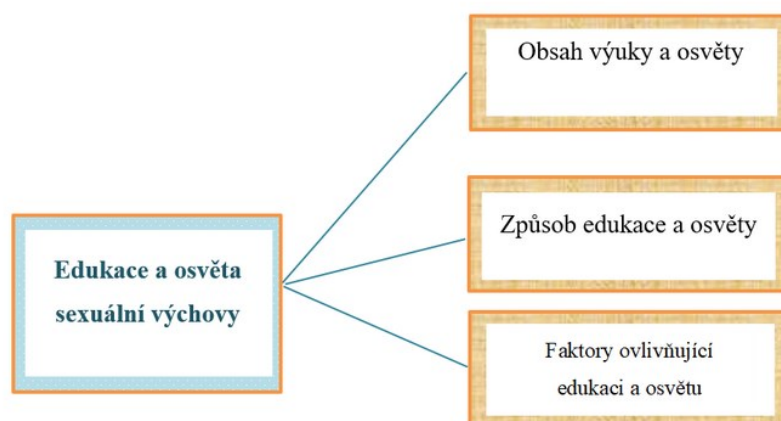 Obsah výuky a osvěty
Způsob edukace a osvěty
Edukace a osvěta
sexuální výchovy
Faktory ovlivňující
edukaci a osvětu